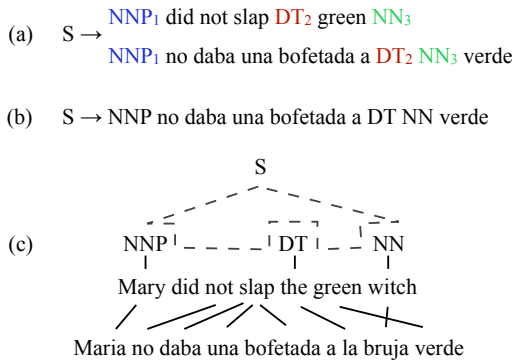 NNP1 did not slap DT2 green NN3
(a) S →
NNP1 no daba una bofetada a DT2 NN3 verde
(b) S → NNP no daba una bofetada a DT NN verde
S
(c) NNP DT NN
Mary did not slap the green witch
Maria no daba una bofetada a la bruja verde